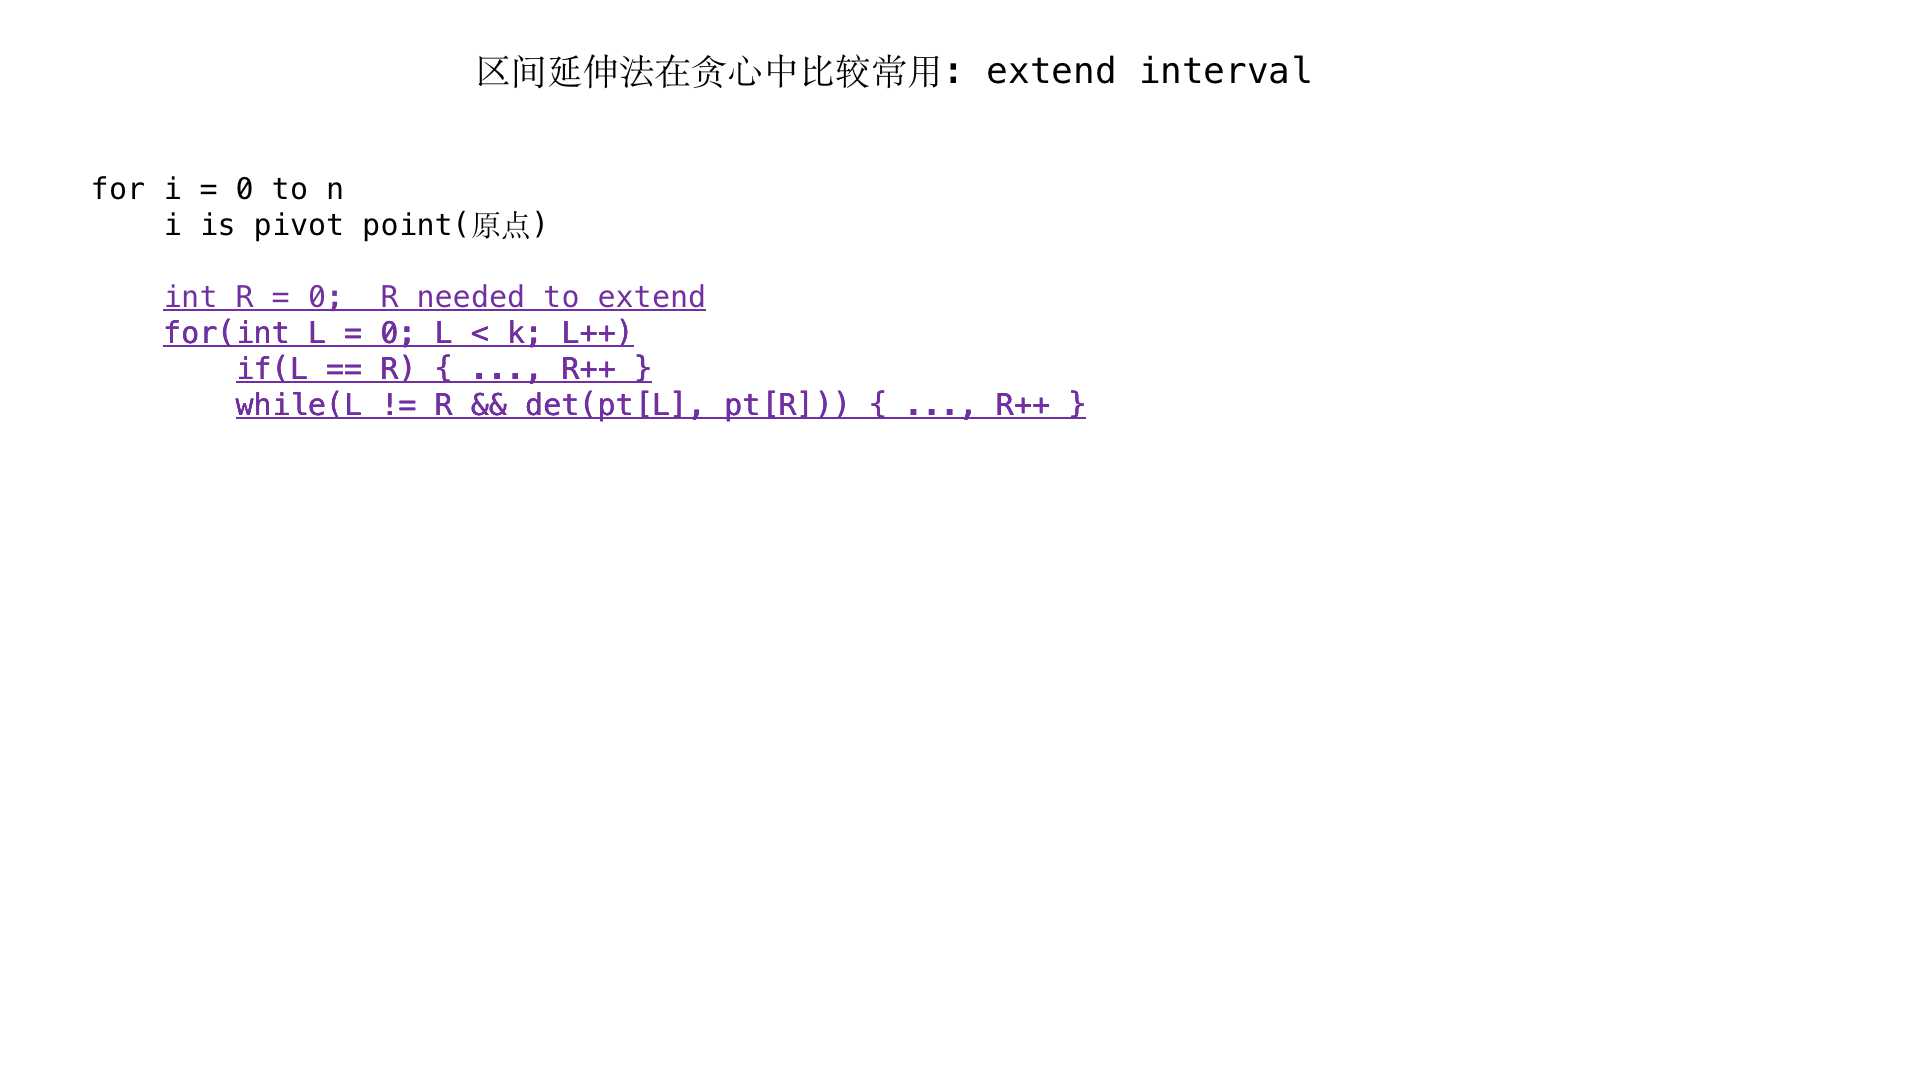 区间延伸法在贪心中比较常用: extend interval
for i = 0 to n
i is pivot point(原点)
int R = 0;  R needed to extend
for(int L = 0; L < k; L++)
if(L == R) { ..., R++ }
while(L != R && det(pt[L], pt[R])) { ..., R++ }